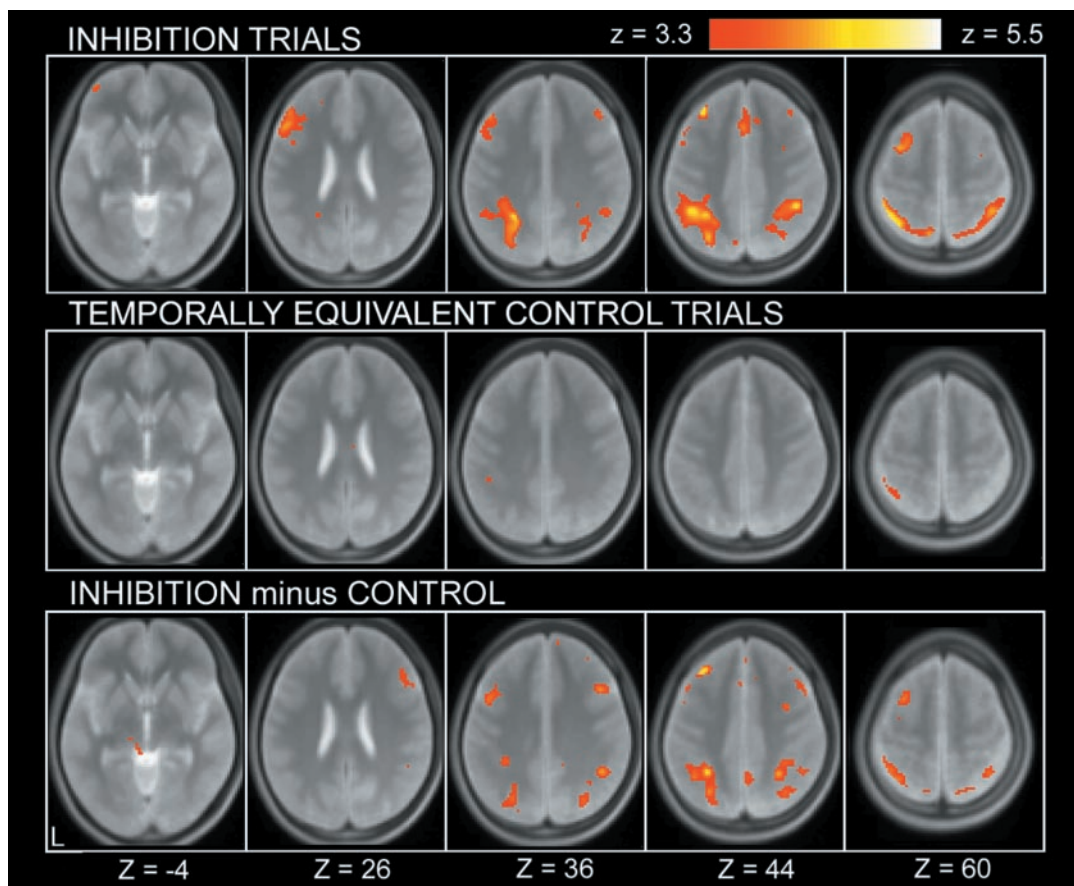 INHIBITION TRIALS
z = 3.3 z = 5.5
TEMPORALLY EQUIVALENT CONTROL TRIALS
INHIBITION minus CONTROL
L
Z = -4 Z = 26 Z = 36 Z = 44 Z = 60